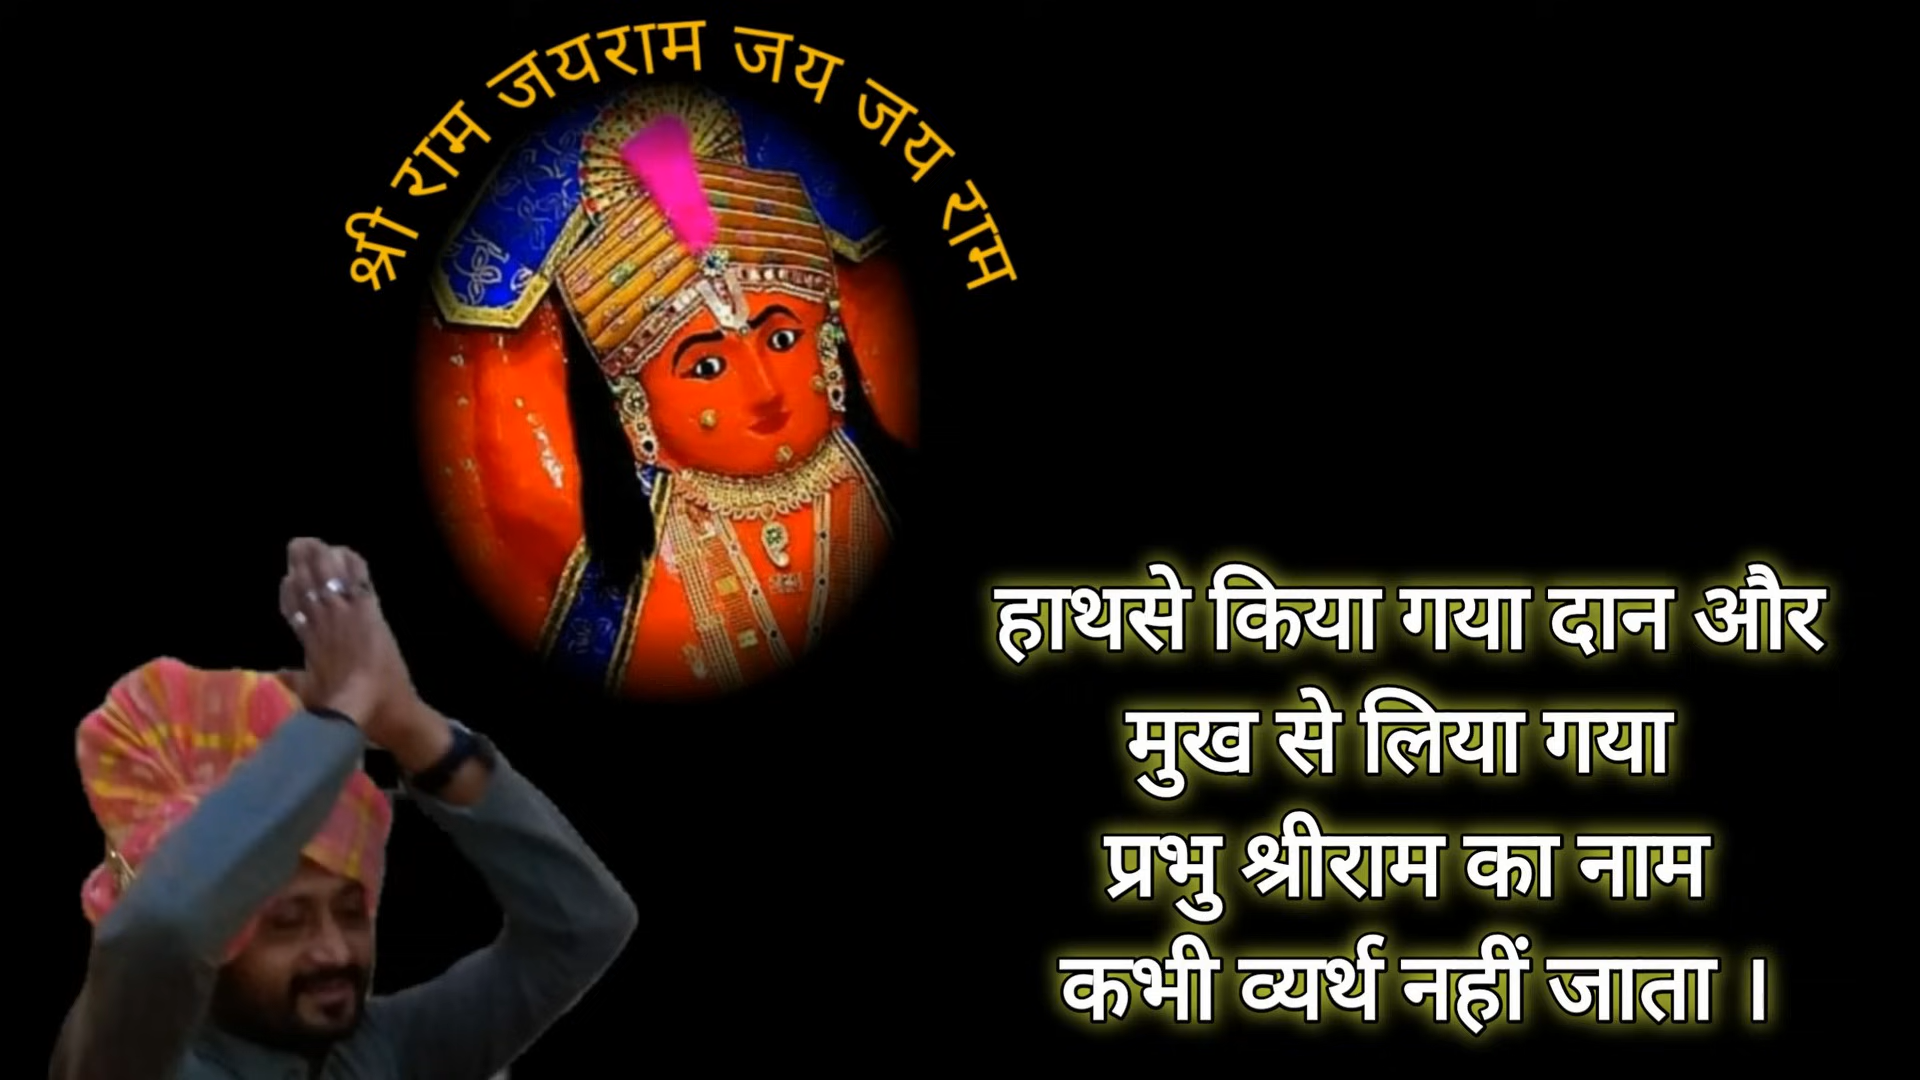 श्री राम जयराम जय जय राम
हाथसे किया गया दान और
मुख से लिया गया
प्रभु श्रीराम का नाम
कभी व्यर्थ नहीं जाता ।